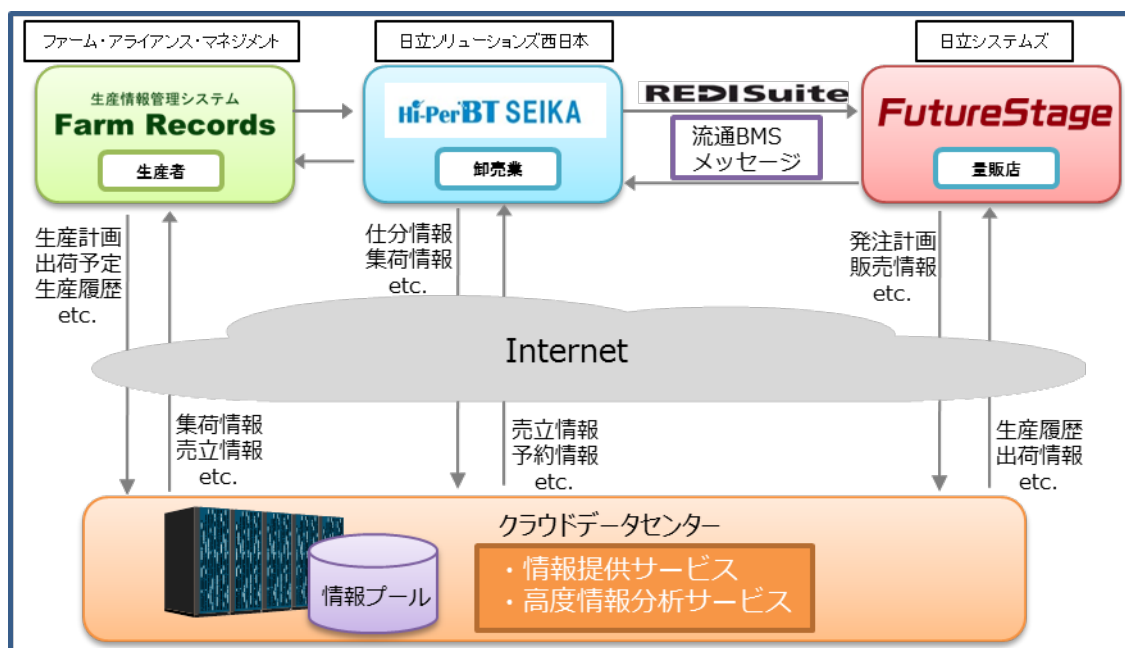 ファーム・アライアンス・マネジメント
日立ソリューションズ西日本
日立システムズ
生産情報管理システム
Farm Records
生産者
Hi-PerBT SEIKA
卸売業
REDISuite
流通BMS
メッセージ
FutureStage
量販店
生産計画
出荷予定
生産履歴
etc.
仕分情報
集荷情報
etc.
発注計画
販売情報
etc.
Internet
集荷情報
売立情報
etc.
売立情報
予約情報
etc.
生産履歴
出荷情報
etc.
クラウドデータセンター
情報プール
・情報提供サービス
・高度情報分析サービス